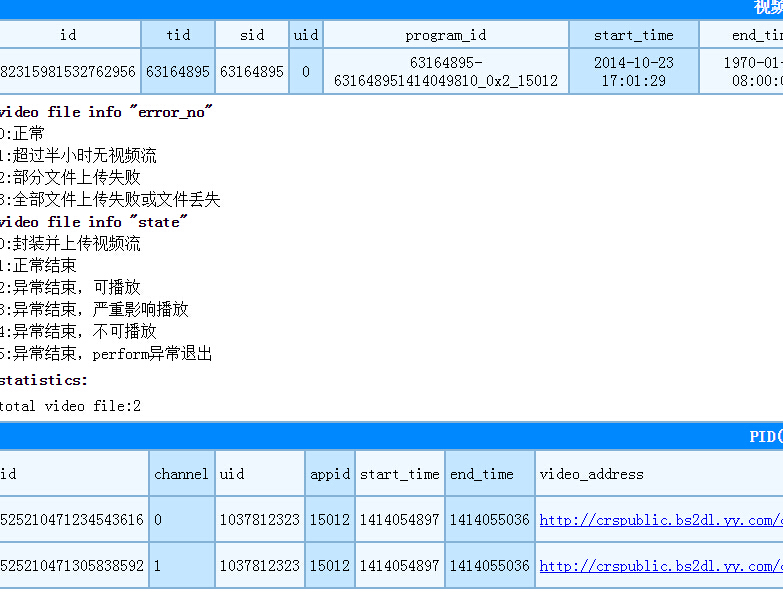 视频
id tid sid uid program_id start_time end_tim
82315981532762956 63164895 63164895 0 63164895-631648951414049810_0x2_15012 2014-10-23 17:01:29 1970-01- 08:00:0
video file info "error_no"
0:正常
1:超过半小时无视频流
2:部分文件上传失败
3:全部文件上传失败或文件丢失
video file info "state"
0:封装并上传视频流
1:正常结束
2:异常结束，可播放
3:异常结束，严重影响播放
4:异常结束，不可播放
5:异常结束，perform异常退出
statistics:
total video file:2
PID(
id channel uid appid start_time end_time video_address
525210471234543616 0 1037812323 15012 1414054897 1414055036 http://crspublic.bs2dl.yy.com/
525210471305838592 1 1037812323 15012 1414054897 1414055036 http://crspublic.bs2dl.yy.com/